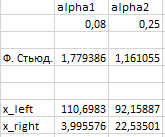 alpha1 alpha2
0,08 0,25
Ф. Стьюд. 1,779386 1,161055
x_left 110,6983 92,15887
x_right 3,995576 22,53501